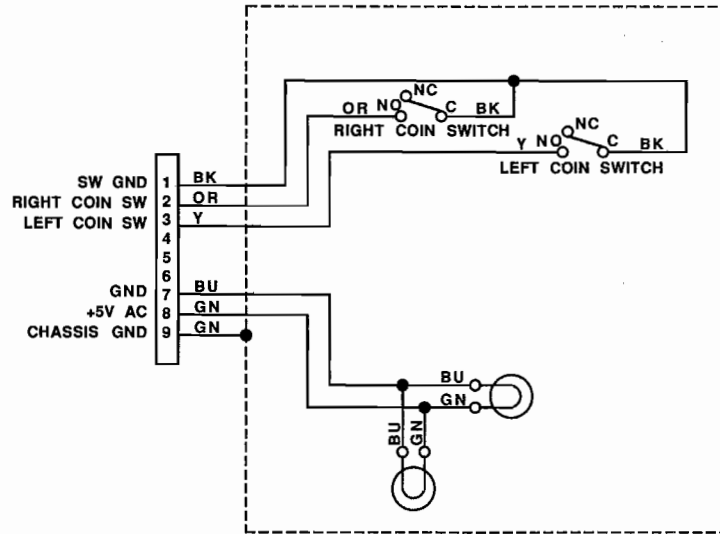 NC
OR NO C BK
RIGHT COIN SWITCH
NC
Y NO C BK
LEFT COIN SWITCH
SW GND 1 BK
RIGHT COIN SW 2 OR
LEFT COIN SW 3 Y
4
5
6
GND 7 BU
+5V AC 8 GN
CHASSIS GND 9 GN
BU
GN
BU GN